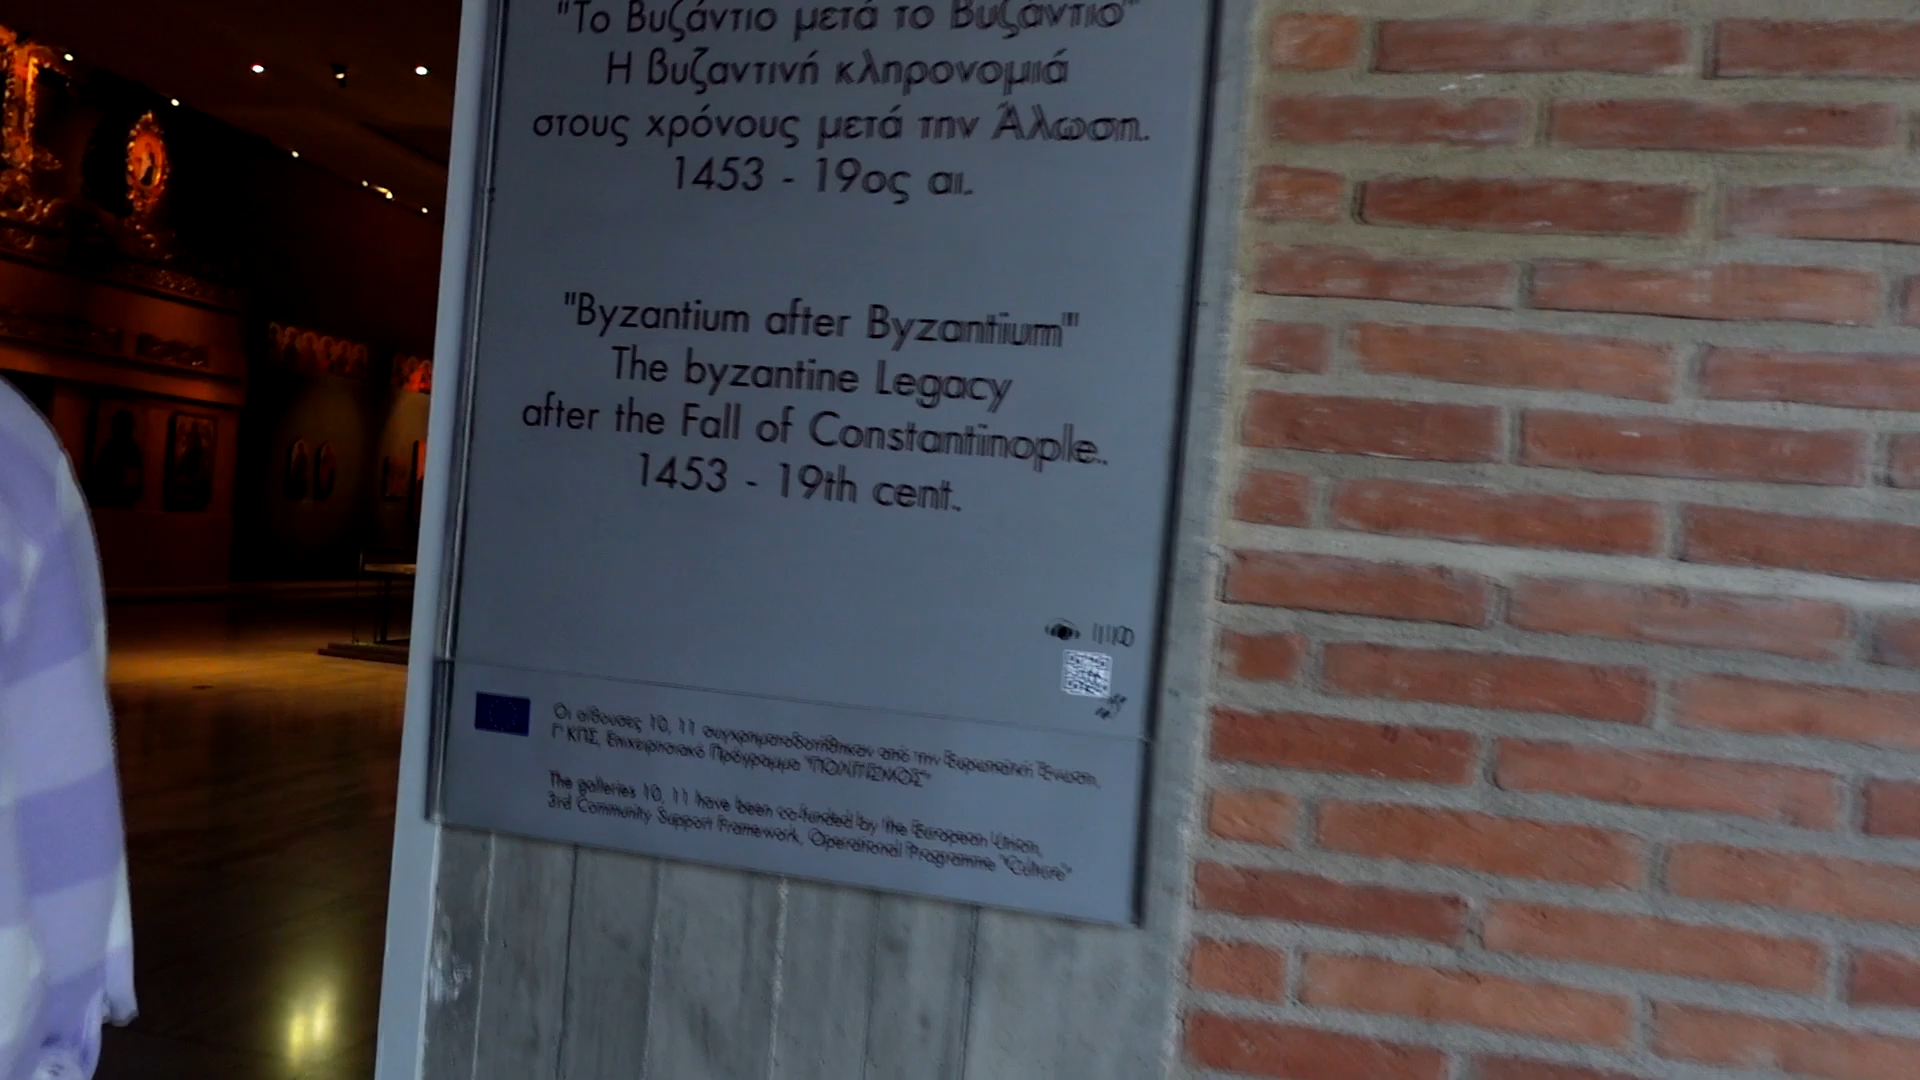 "Το Βυζάντιο μετά το Βυζάντιο"
Η Βυζαντινή κληρονομιά
στους χρόνους μετά την Άλωση.
1453 - 19ος αι.
"Byzantium after Byzantium"
The byzantine Legacy
after the Fall of Constantinople.
1453 - 19th cent.
Οι αίθουσες 10, 11 συγχρηματοδοτήθηκαν από την Ευρωπαϊκή Ένωση,
Γ' ΚΠΣ, Επιχειρησιακό Πρόγραμμα "ΠΟΛΙΤΙΣΜΟΣ"
The galleries 10, 11 have been co-funded by the European Union,
3rd Community Support Framework, Operational Programme "Culture"